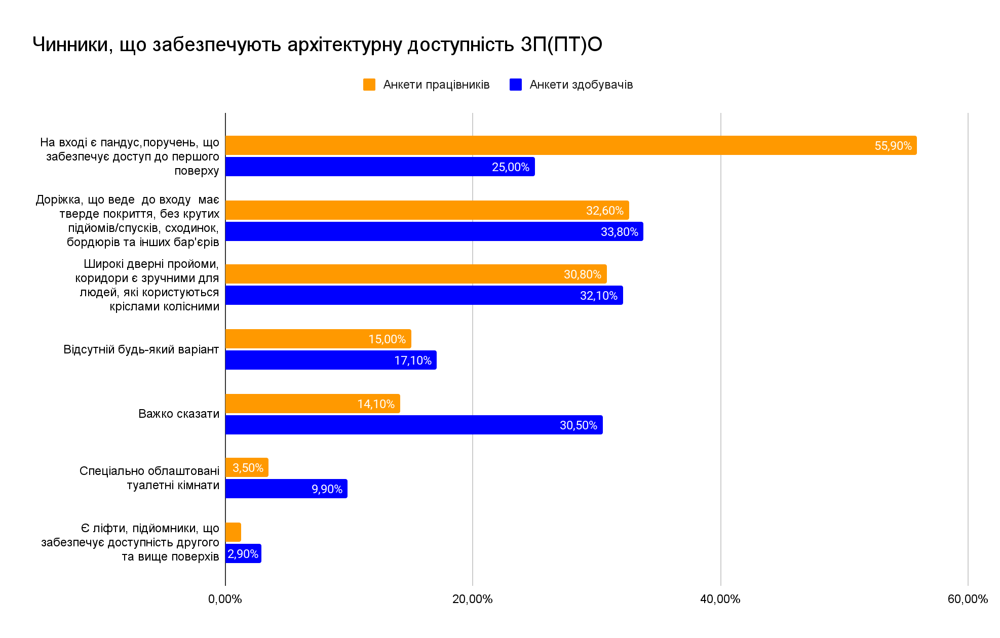 Чинники, що забезпечують архітектурну доступність ЗП(ПТ)О
Анкети працівників
Анкети здобувачів
На вході є пандус,поручень, що
забезпечує доступ до першого
поверху
55,90%
25,00%
Доріжка, що веде  до входу  має
тверде покриття, без крутих
підйомів/спусків, сходинок,
бордюрів та інших бар'єрів
32,60%
33,80%
Широкі дверні пройоми,
коридори є зручними для
людей, які користуються
кріслами колісними
30,80%
32,10%
Відсутній будь-який варіант
15,00%
17,10%
Важко сказати
14,10%
30,50%
Спеціально облаштовані
туалетні кімнати
3,50%
9,90%
Є ліфти, підйомники, що
забезпечує доступність другого
та вище поверхів
2,90%
0,00%
20,00%
40,00%
60,00%